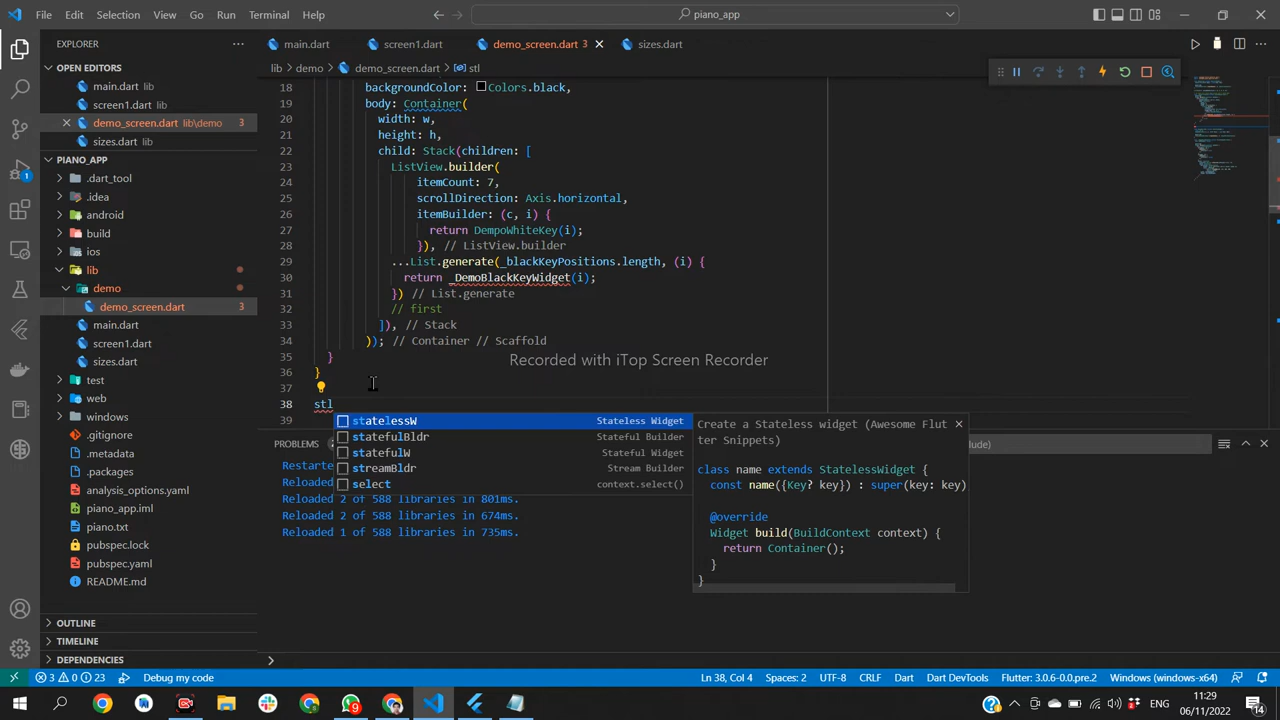 File Edit Selection View Go Run Terminal Help
piano_app
EXPLORER
OPEN EDITORS
main.dart lib
screen1.dart lib
demo_screen.dart lib\demo 3
sizes.dart lib
PIANO_APP
.dart_tool
.idea
android
build
ios
lib
demo
demo_screen.dart 3
main.dart
screen1.dart
sizes.dart
test
web
windows
.gitignore
.metadata
.packages
analysis_options.yaml
piano_app.iml
piano.txt
pubspec.lock
pubspec.yaml
README.md
OUTLINE
TIMELINE
DEPENDENCIES
main.dart screen1.dart demo_screen.dart 3 sizes.dart
lib > demo > demo_screen.dart > stl
18 backgroundColor: Colors.black,
19 body: Container(
20 width: w,
21 height: h,
22 child: Stack(children: [
23 ListView.builder(
24 itemCount: 7,
25 scrollDirection: Axis.horizontal,
26 itemBuilder: (c, i) {
27 return DempoWhiteKey(i);
28 }), // ListView.builder
29 ...List.generate(_blackKeyPositions.length, (i) {
30 return _DemoBlackKeyWidget(i);
31 }) // List.generate
32 // first
33 ]), // Stack
34 )); // Container // Scaffold
35 }
36 }
37
38 stl
39
Recorded with iTop Screen Recorder
statelessW Stateless Widget
statefulBldr Stateful Builder
statefulW Stateful Widget
streamBldr Stream Builder
select context.select()
Create a Stateless widget (Awesome Flut
ter Snippets)
class name extends StatelessWidget {
const name({Key? key}) : super(key: key)
@override
Widget build(BuildContext context) {
return Container();
}
}
PROBLEMS
Restarte
Reloaded
Reloaded 2 of 588 libraries in 801ms.
Reloaded 2 of 588 libraries in 674ms.
Reloaded 1 of 588 libraries in 735ms.
3 0 23 Debug my code Ln 38, Col 4 Spaces: 2 UTF-8 CRLF Dart Dart DevTools Flutter: 3.6.0-0.0.pre.2 Windows (windows-x64)
11:29
06/11/2022